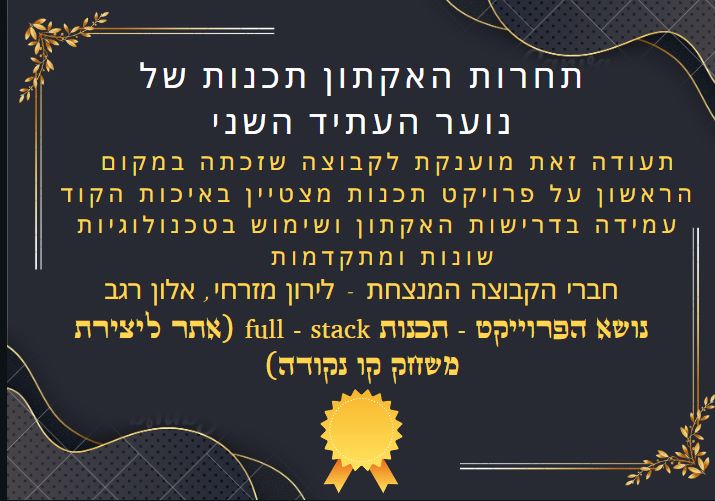 תחרות האקתון תכנות של
נוער העתיד השני
תעודה זאת מוענקת לקבוצה שזכתה במקום
הראשון על פרויקט תכנות מצטיין באיכות הקוד
עמידה בדרישות האקתון ושימוש בטכנולוגיות
שונות ומתקדמות
חברי הקבוצה המנצחת - לירון מזרחי, אלון רגב
נושא הפרוייקט - תכנות full - stack (אתר ליצירת
משחק קו נקודה)